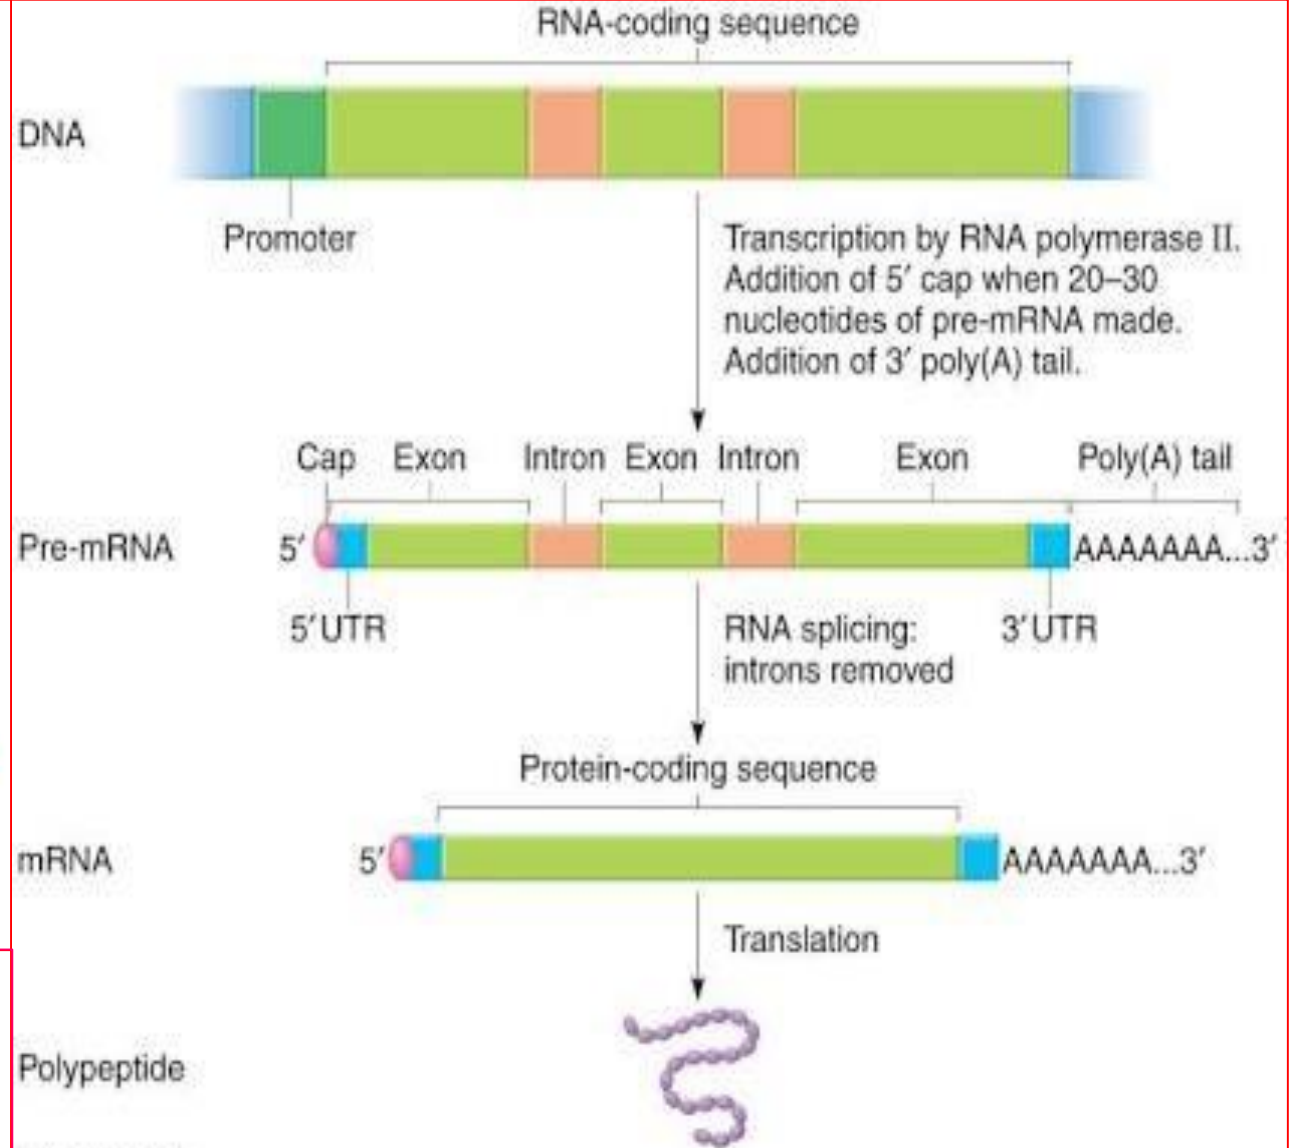 RNA-coding sequence
DNA
Promoter
Transcription by RNA polymerase II.
Addition of 5′ cap when 20–30
nucleotides of pre-mRNA made.
Addition of 3′ poly(A) tail.
Cap Exon Intron Exon Intron Exon Poly(A) tail
Pre-mRNA 5′ AAAAAAA...3′
5′UTR
3′UTR
RNA splicing:
introns removed
Protein-coding sequence
mRNA 5′ AAAAAAA...3′
Translation
Polypeptide